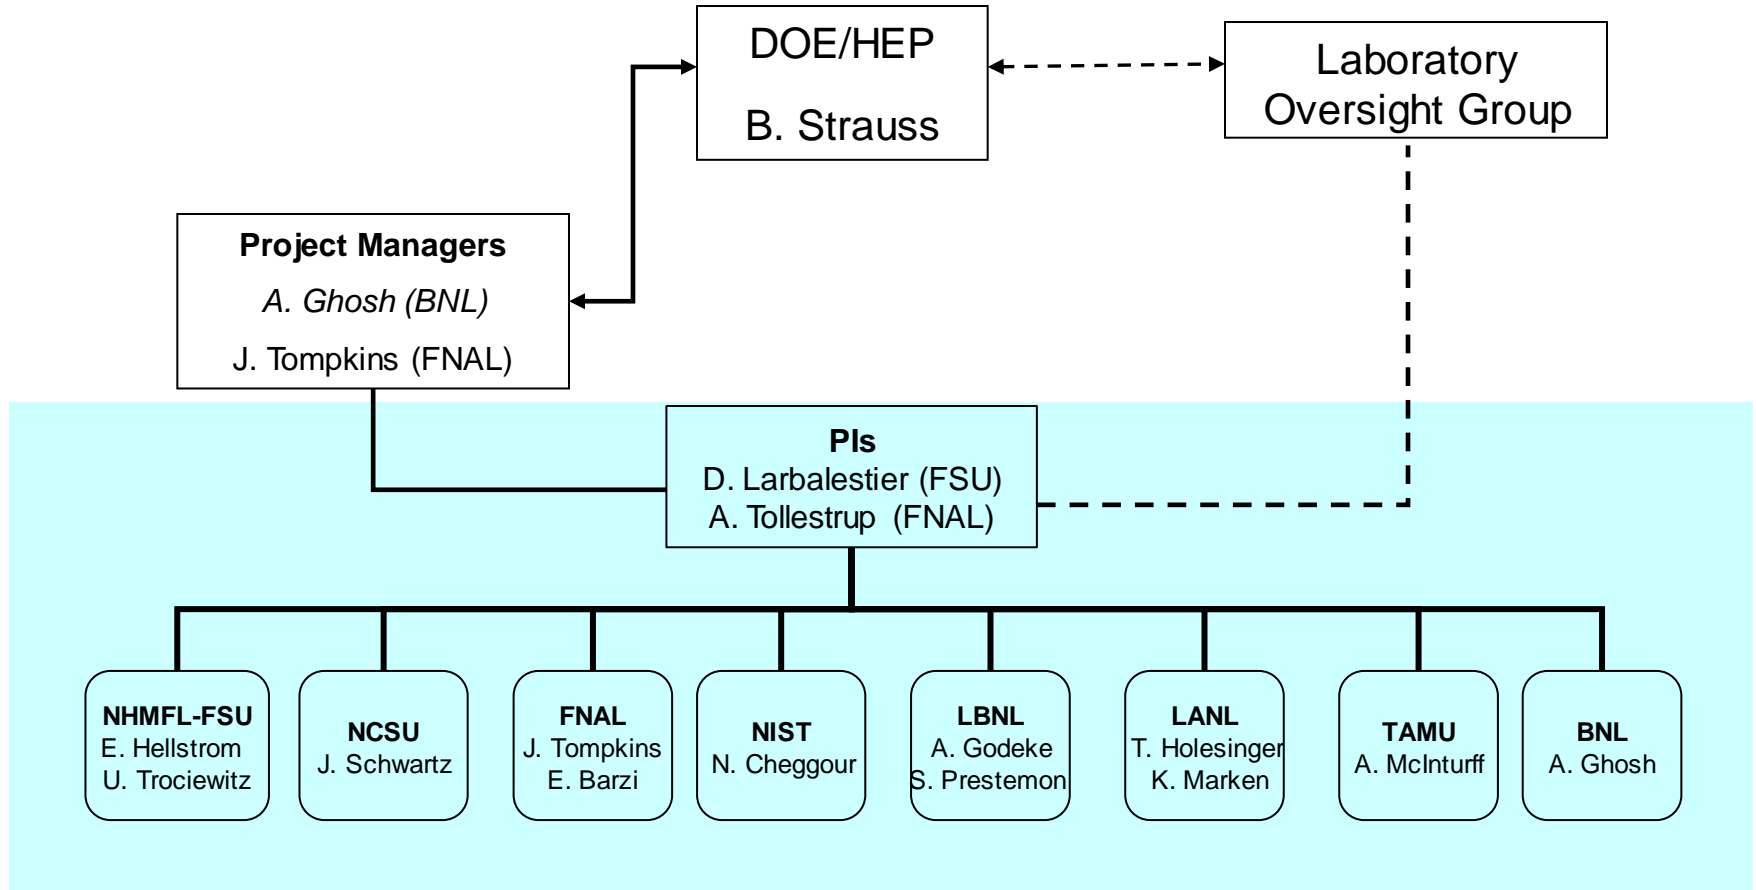 DOE/HEP
B. Strauss
Laboratory
Oversight Group
Project Managers
A. Ghosh (BNL)
J. Tompkins (FNAL)
PIs
D. Larbalestier (FSU)
A. Tollestrup (FNAL)
NHMFL-FSU
E. Hellstrom
U. Trociewitz
NCSU
J. Schwartz
FNAL
J. Tompkins
E. Barzi
NIST
N. Cheggour
LBNL
A. Godeke
S. Prestemon
LANL
T. Holesinger
K. Marken
TAMU
A. McInturff
BNL
A. Ghosh